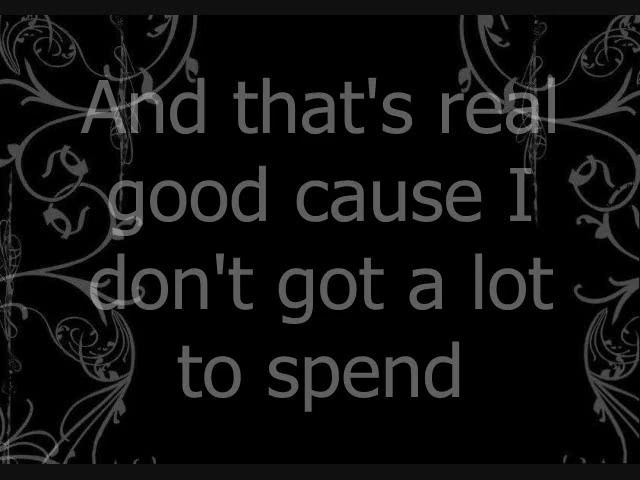 And that's real
good cause I
don't got a lot
to spend